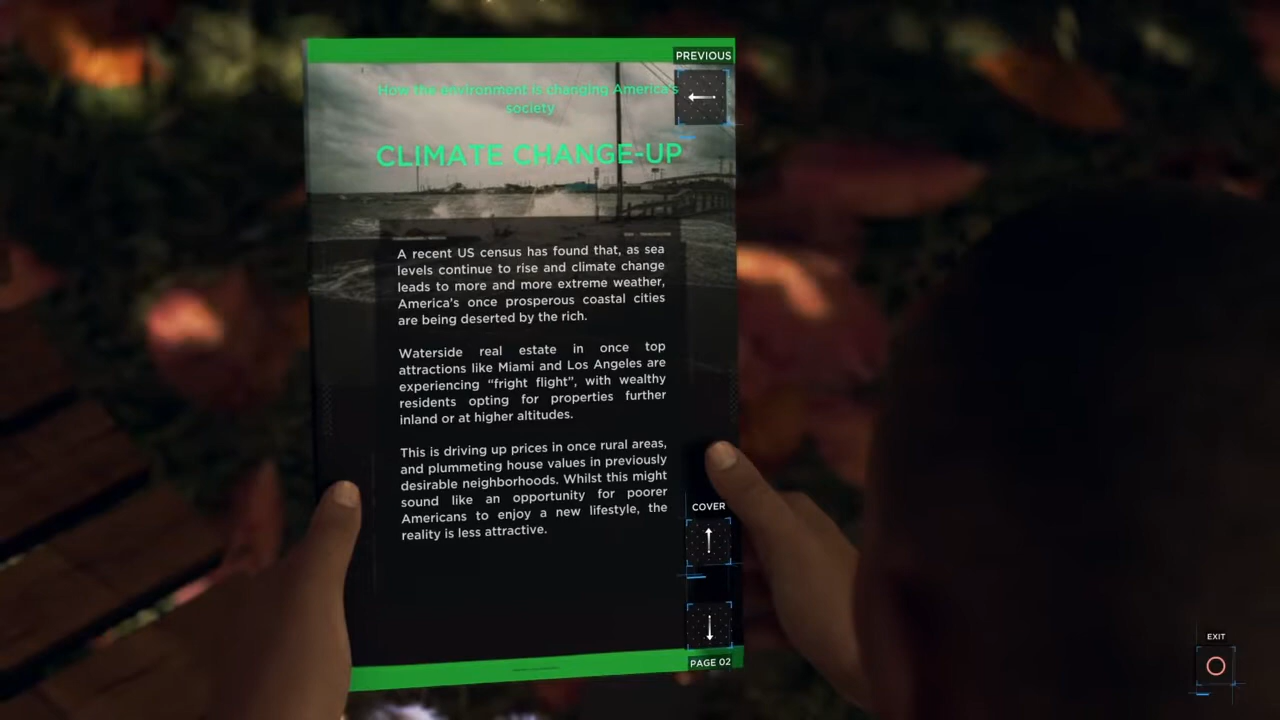 PREVIOUS
How the environment is changing America's
society
CLIMATE CHANGE-UP
A recent US census has found that, as sea
levels continue to rise and climate change
leads to more and more extreme weather,
America's once prosperous coastal cities
are being deserted by the rich.
Waterside real estate in once top
attractions like Miami and Los Angeles are
experiencing "fright flight", with wealthy
residents opting for properties further
inland or at higher altitudes.
This is driving up prices in once rural areas,
and plummeting house values in previously
desirable neighborhoods. Whilst this might
sound like an opportunity for poorer
Americans to enjoy a new lifestyle, the
reality is less attractive.
COVER
PAGE 02
EXIT